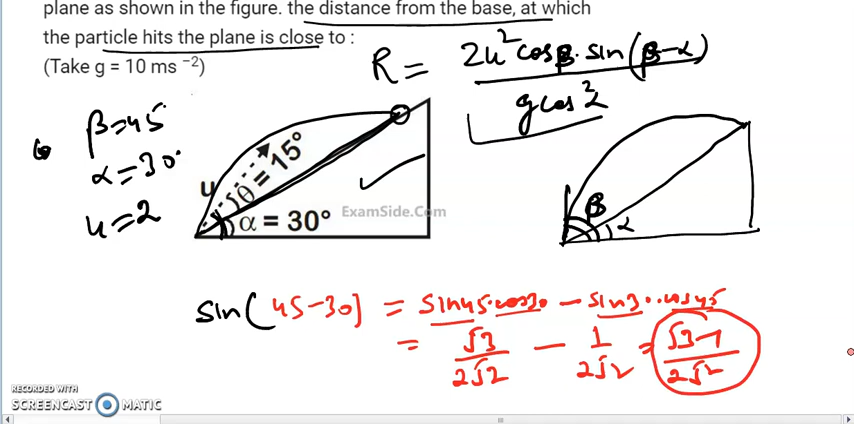 plane as shown in the figure. the distance from the base, at which
the particle hits the plane is close to :
(Take g = 10 ms ⁻²)
R = 2u² cosβ · sin(β-α)
g cos²α
β=45
α=30°
u=2
u
θ = 15°
α = 30°
ExamSide.Com
β
α
sin(45-30] = sin45·cos30 - sin30·cos45
= √3/2√2 - 1/2√2 = √3-1/2√2
RECORDED WITH
SCREENCAST MATIC